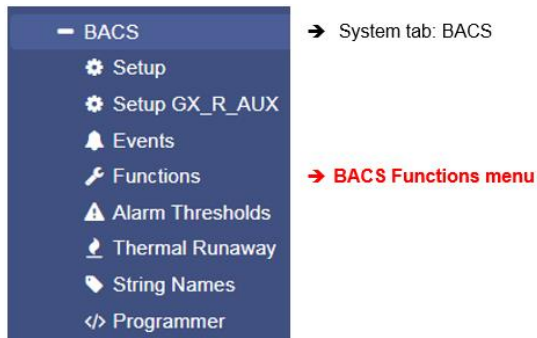 BACS → System tab: BACS
Setup
Setup GX_R_AUX
Events
Functions → BACS Functions menu
Alarm Thresholds
Thermal Runaway
String Names
</> Programmer